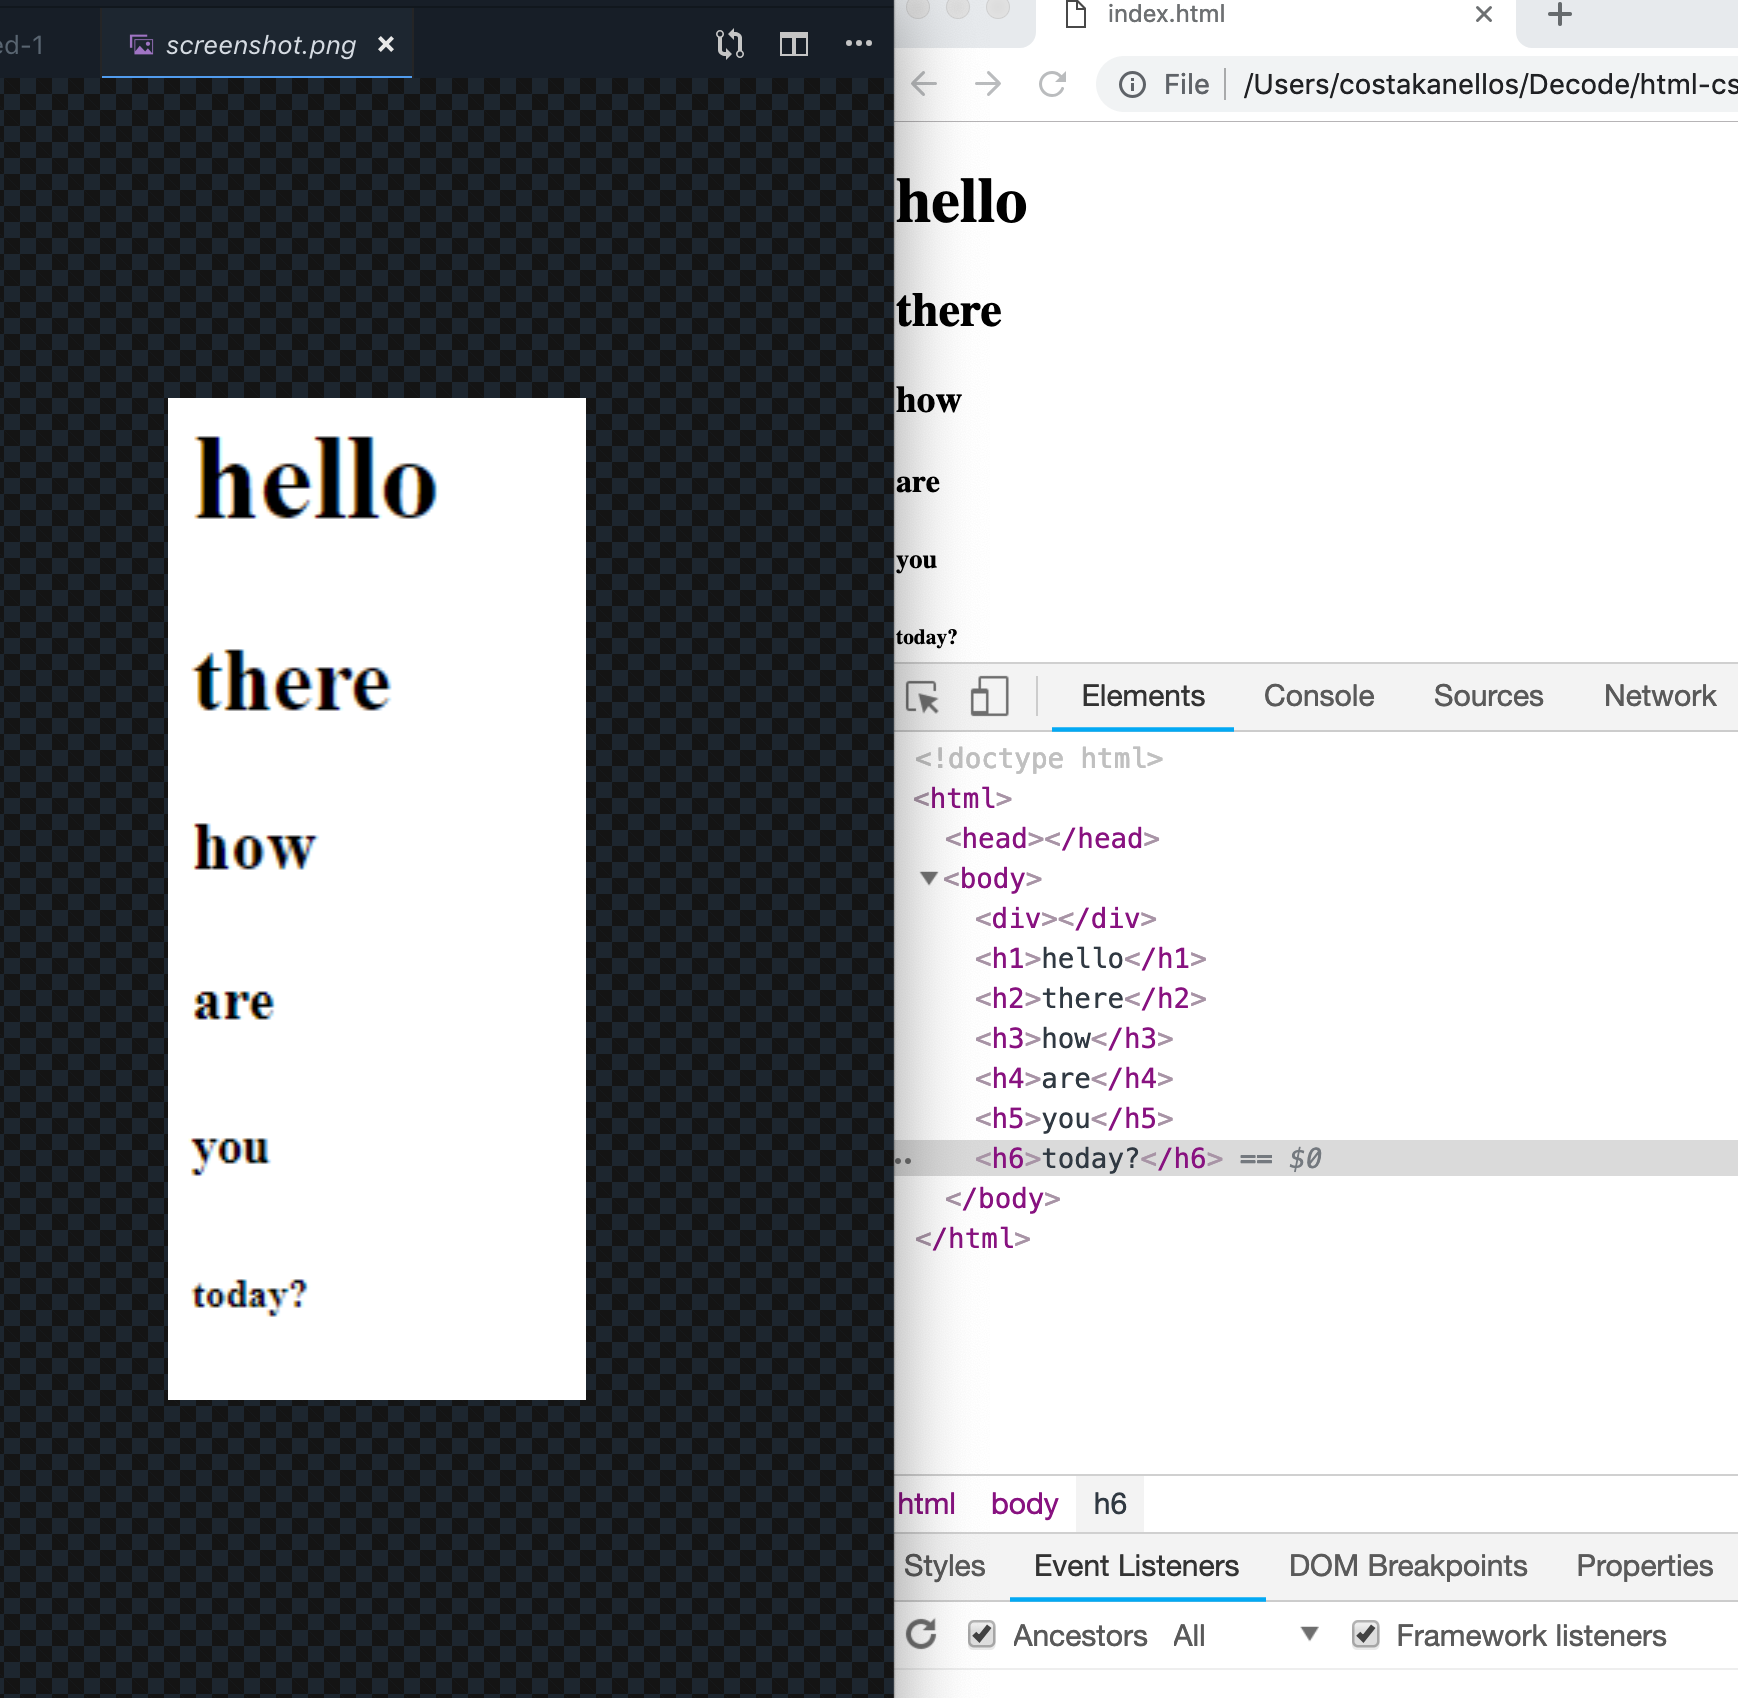 ed-1
screenshot.png
hello
there
how
are
you
today?
index.html
File
/Users/costakanellos/Decode/html-cs
hello
there
how
are
you
today?
Elements Console Sources Network
<!doctype html>
<html>
<head></head>
<body>
<div></div>
<h1>hello</h1>
<h2>there</h2>
<h3>how</h3>
<h4>are</h4>
<h5>you</h5>
<h6>today?</h6> == $0
</body>
</html>
html body h6
Styles Event Listeners DOM Breakpoints Properties
Ancestors All Framework listeners